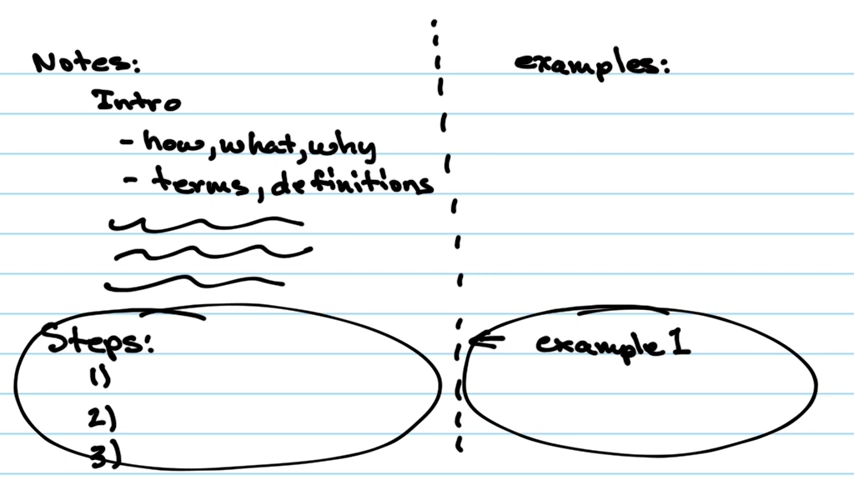 Notes:
Intro
- how, what, why
- terms, definitions
Steps:
1)
2)
3)
examples:
← example 1